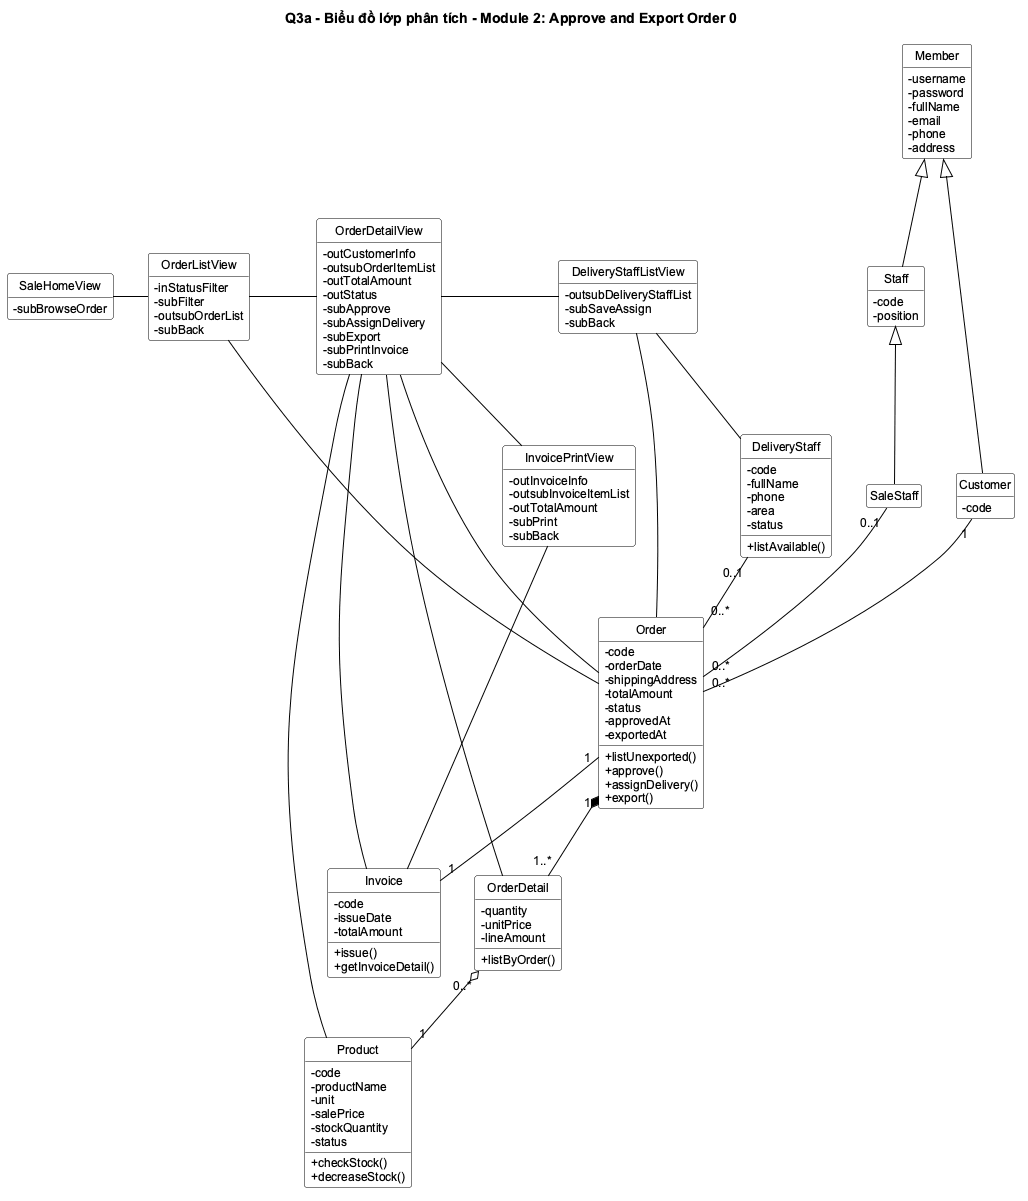 Q3a - Biểu đồ lớp phân tích - Module 2: Approve and Export Order 0
Member
-username
-password
-fullName
-email
-phone
-address
SaleHomeView
-subBrowseOrder
OrderListView
-inStatusFilter
-subFilter
-outsubOrderList
-subBack
OrderDetailView
-outCustomerInfo
-outsubOrderItemList
-outTotalAmount
-outStatus
-subApprove
-subAssignDelivery
-subExport
-subPrintInvoice
-subBack
DeliveryStaffListView
-outsubDeliveryStaffList
-subSaveAssign
-subBack
Staff
-code
-position
InvoicePrintView
-outInvoiceInfo
-outsubInvoiceItemList
-outTotalAmount
-subPrint
-subBack
DeliveryStaff
-code
-fullName
-phone
-area
-status
+listAvailable()
SaleStaff
Customer
-code
0..1
1
0..1
0..*
0..*
0..*
Order
-code
-orderDate
-shippingAddress
-totalAmount
-status
-approvedAt
-exportedAt
+listUnexported()
+approve()
+assignDelivery()
+export()
1
1
1
1..*
Invoice
-code
-issueDate
-totalAmount
+issue()
+getInvoiceDetail()
OrderDetail
-quantity
-unitPrice
-lineAmount
+listByOrder()
0..*
1
Product
-code
-productName
-unit
-salePrice
-stockQuantity
-status
+checkStock()
+decreaseStock()